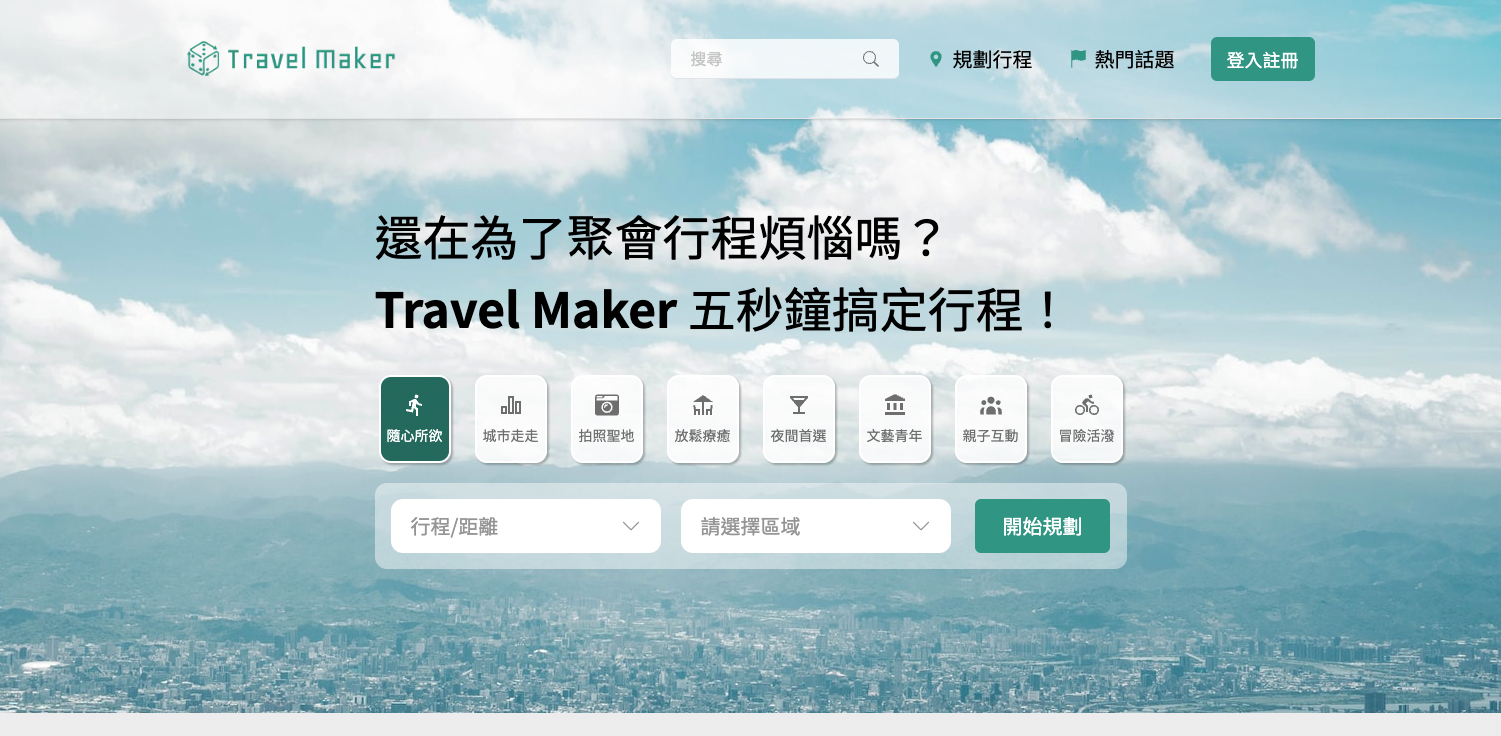 Travel Maker
搜尋
規劃行程
熱門話題
登入註冊
還在為了聚會行程煩惱嗎？
Travel Maker 五秒鐘搞定行程！
隨心所欲
城市走走
拍照聖地
放鬆療癒
夜間首選
文藝青年
親子互動
冒險活潑
行程/距離
請選擇區域
開始規劃